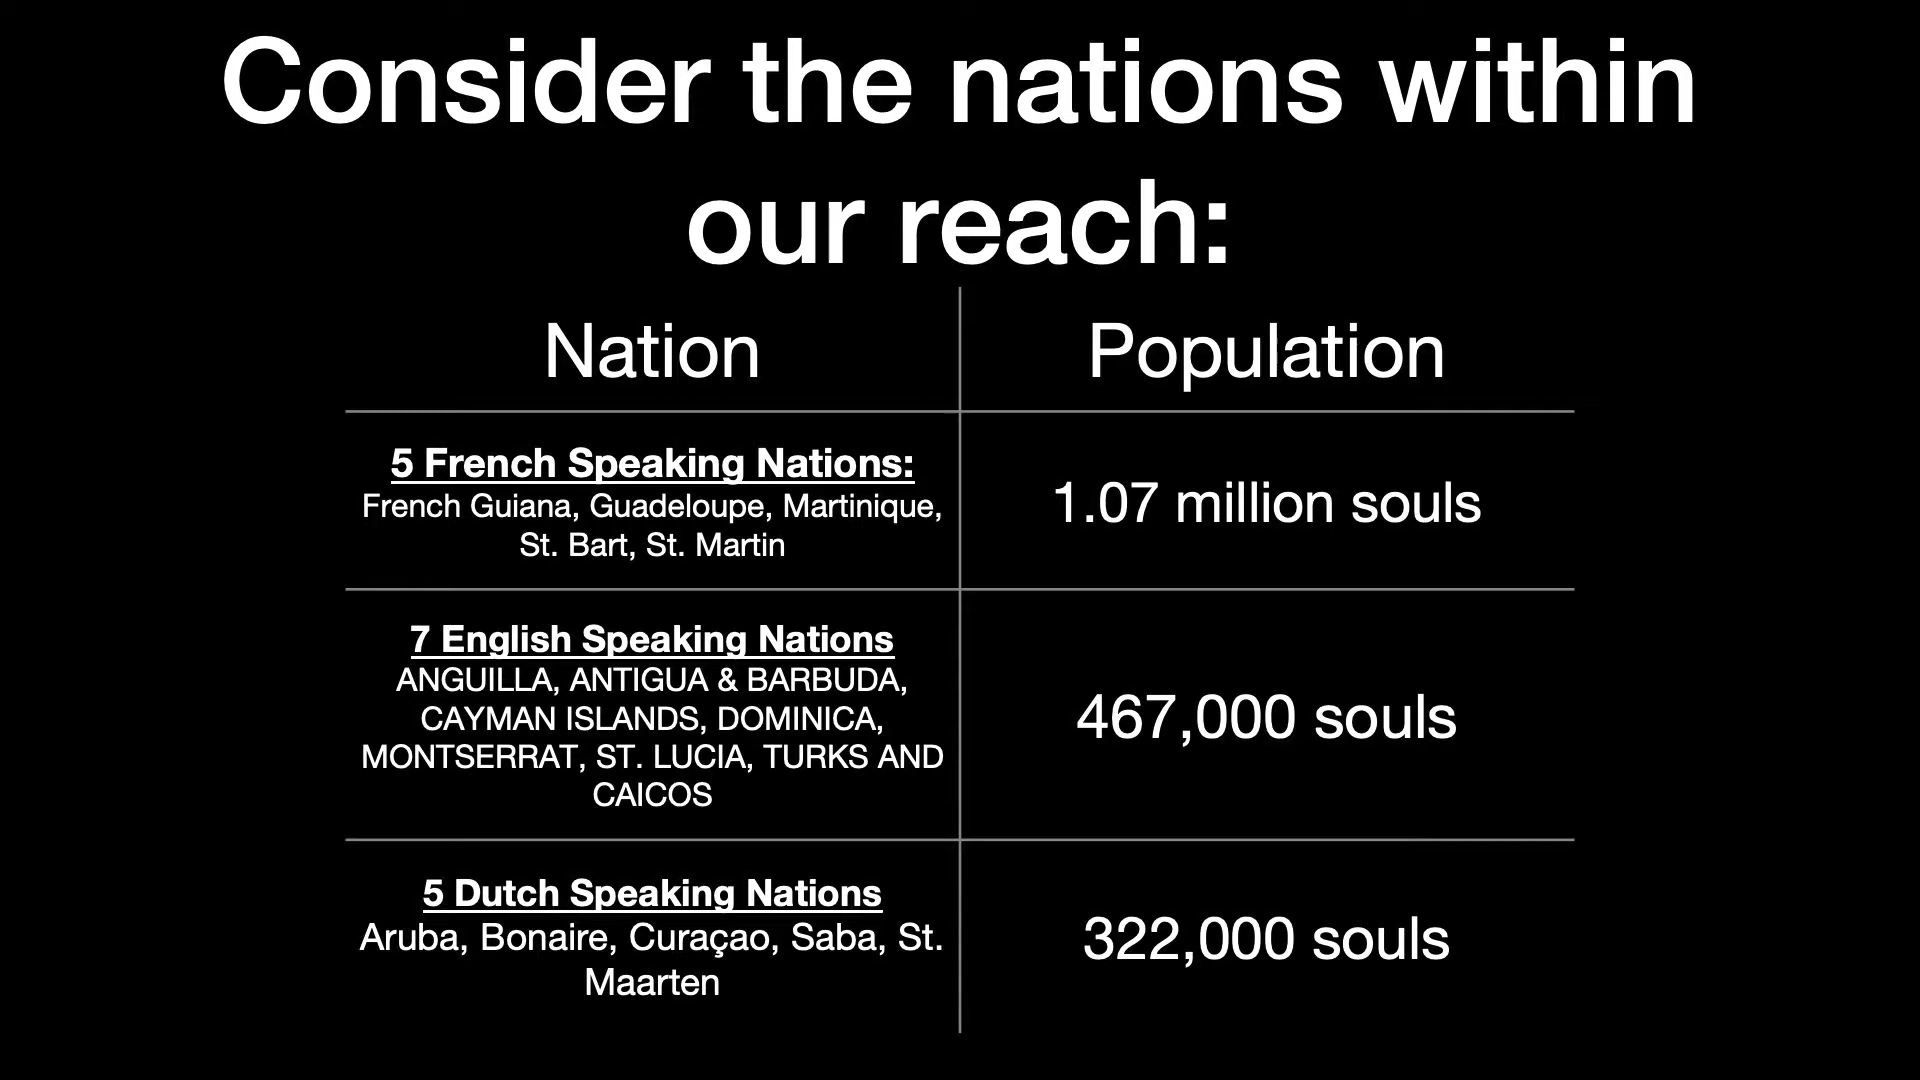 Consider the nations within
our reach:
Nation
Population
5 French Speaking Nations:
French Guiana, Guadeloupe, Martinique,
St. Bart, St. Martin
1.07 million souls
7 English Speaking Nations
ANGUILLA, ANTIGUA & BARBUDA,
CAYMAN ISLANDS, DOMINICA,
MONTSERRAT, ST. LUCIA, TURKS AND
CAICOS
467,000 souls
5 Dutch Speaking Nations
Aruba, Bonaire, Curaçao, Saba, St.
Maarten
322,000 souls